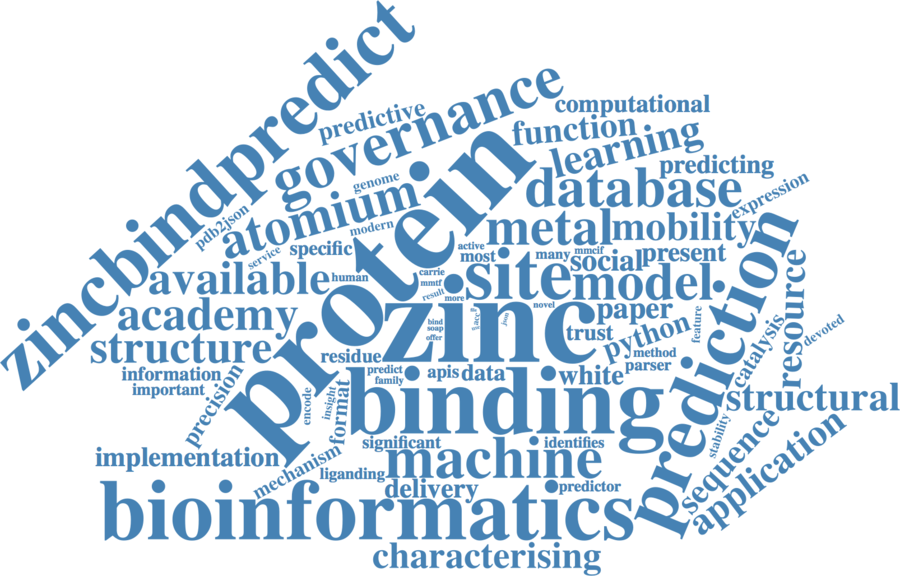 zincbindpredict
predictive
governance
computational
function
learning
predicting
genome
atomium
modern
pdb2json
protein
database
expression
service
specific
metal
mobility
active
most
many
mmcif
social
present
available
human
carrie
mmtf
site
model
prediction
resource
result
more
novel
academy
zinc
paper
bind
soap
offer
json
trust
python
feature
catalysis
devoted
structure
residue
method
parser
information
important
predict
family
apis
data
white
precision
encode
insight
format
binding
structural
stability
sequence
application
significant
identifies
implementation
mechanism
liganding
machine
delivery
predictor
bioinformatics
characterising